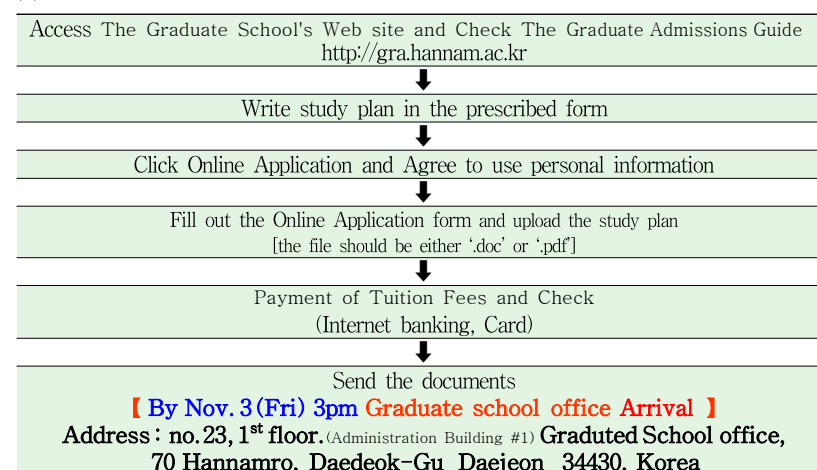 Access The Graduate School's Web site and Check The Graduate Admissions Guide
http://gra.hannam.ac.kr
Write study plan in the prescribed form
Click Online Application and Agree to use personal information
Fill out the Online Application form and upload the study plan
[the file should be either ‘.doc’ or ‘.pdf’]
Payment of Tuition Fees and Check
(Internet banking, Card)
Send the documents
【 By Nov. 3(Fri) 3pm Graduate school office Arrival 】
Address: no.23, 1st floor.(Administration Building #1) Graduted School office,
70 Hannamro, Daedeok-Gu Daejeon 34430, Korea